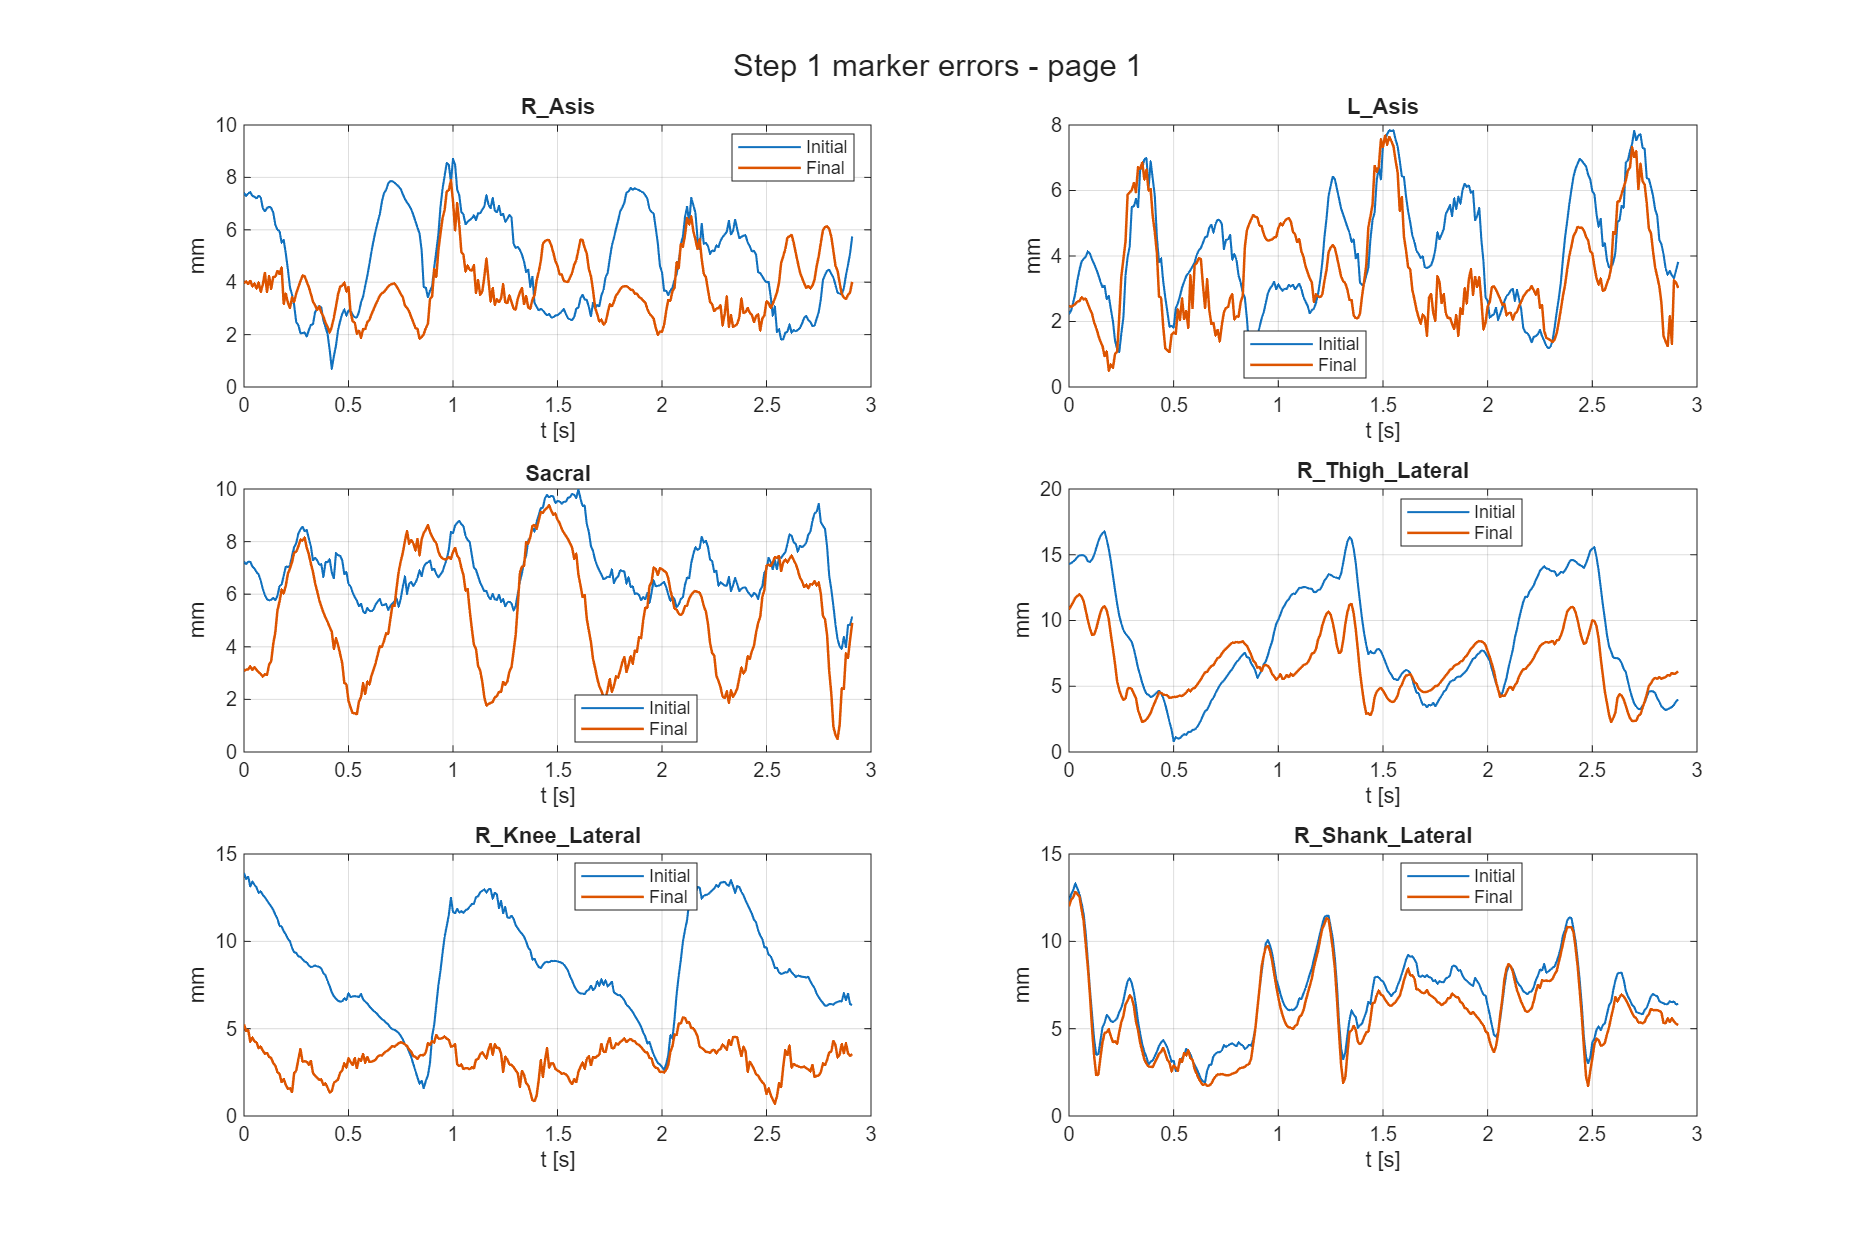 Step 1 marker errors - page 1
R_Asis
10
8
6
4
2
0
mm
Initial
Final
0 0.5 1 1.5 2 2.5 3
t [s]
L_Asis
8
6
4
2
0
mm
Initial
Final
0 0.5 1 1.5 2 2.5 3
t [s]
Sacral
10
8
6
4
2
0
mm
Initial
Final
0 0.5 1 1.5 2 2.5 3
t [s]
R_Thigh_Lateral
20
15
10
5
0
mm
Initial
Final
0 0.5 1 1.5 2 2.5 3
t [s]
R_Knee_Lateral
15
10
5
0
mm
Initial
Final
0 0.5 1 1.5 2 2.5 3
t [s]
R_Shank_Lateral
15
10
5
0
mm
Initial
Final
0 0.5 1 1.5 2 2.5 3
t [s]